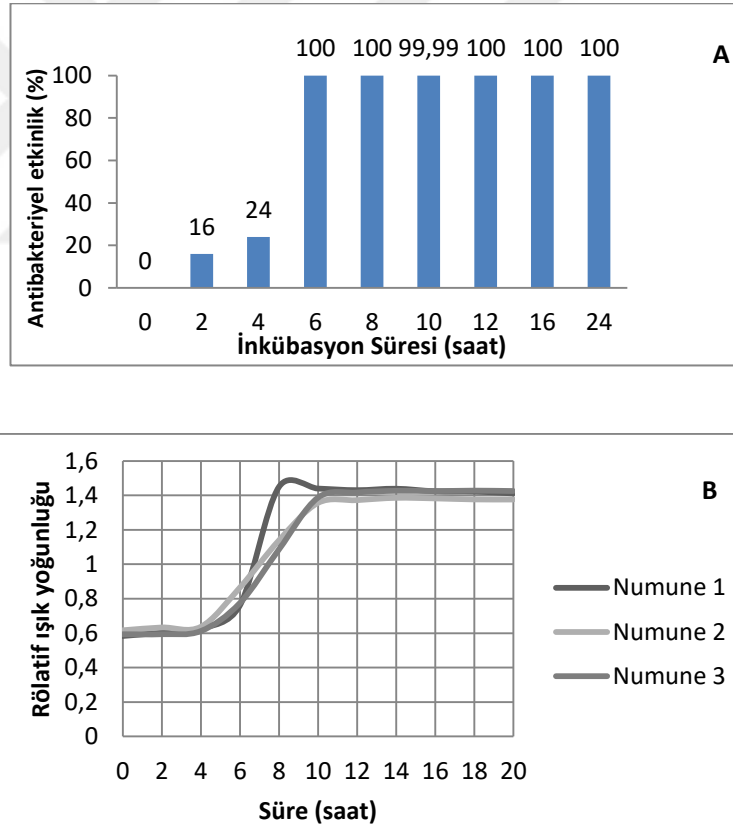 A
Antibakteriyel etkinlik (%)
100
80
60
40
20
0
0 16 24 100 100 99,99 100 100 100
0 2 4 6 8 10 12 16 24
İnkübasyon Süresi (saat)
B
Rölatif ışık yoğunluğu
1,6
1,4
1,2
1
0,8
0,6
0,4
0,2
0
0 2 4 6 8 10 12 14 16 18 20
Süre (saat)
Numune 1
Numune 2
Numune 3